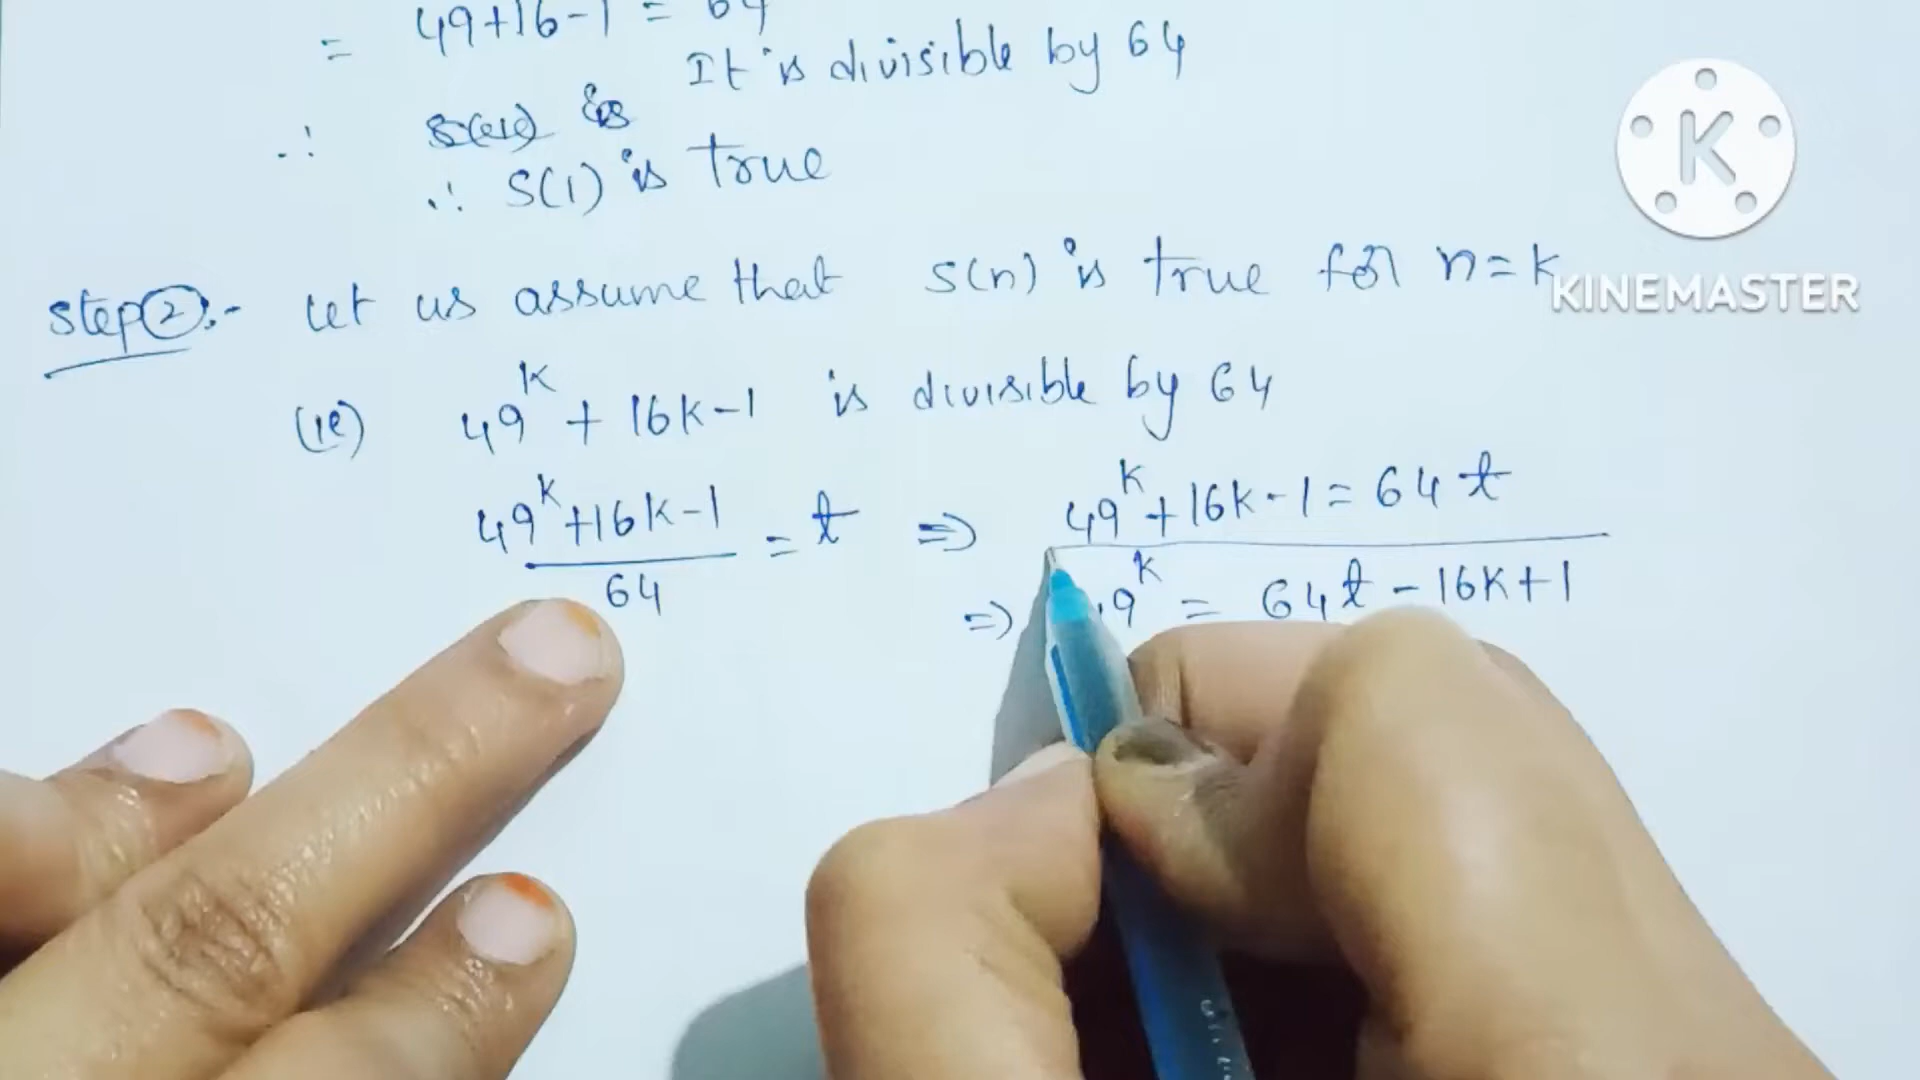 = 49+16-1 = 64
It is divisible by 64
∴ is
∴ S(1) is true
Step②:- Let us assume that S(n) is true for n=k
(ie) 49^k + 16k-1 is divisible by 64
(49^k+16k-1)/64 = t ⇒ 49^k+16k-1 = 64t
⇒ 9^k = 64t - 16k+1
K
KINEMASTER